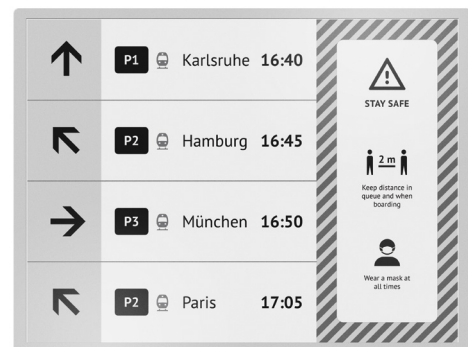 P1 Karlsruhe 16:40
P2 Hamburg 16:45
P3 München 16:50
P2 Paris 17:05
STAY SAFE
2 m
Keep distance in
queue and when
boarding
Wear a mask at
all times